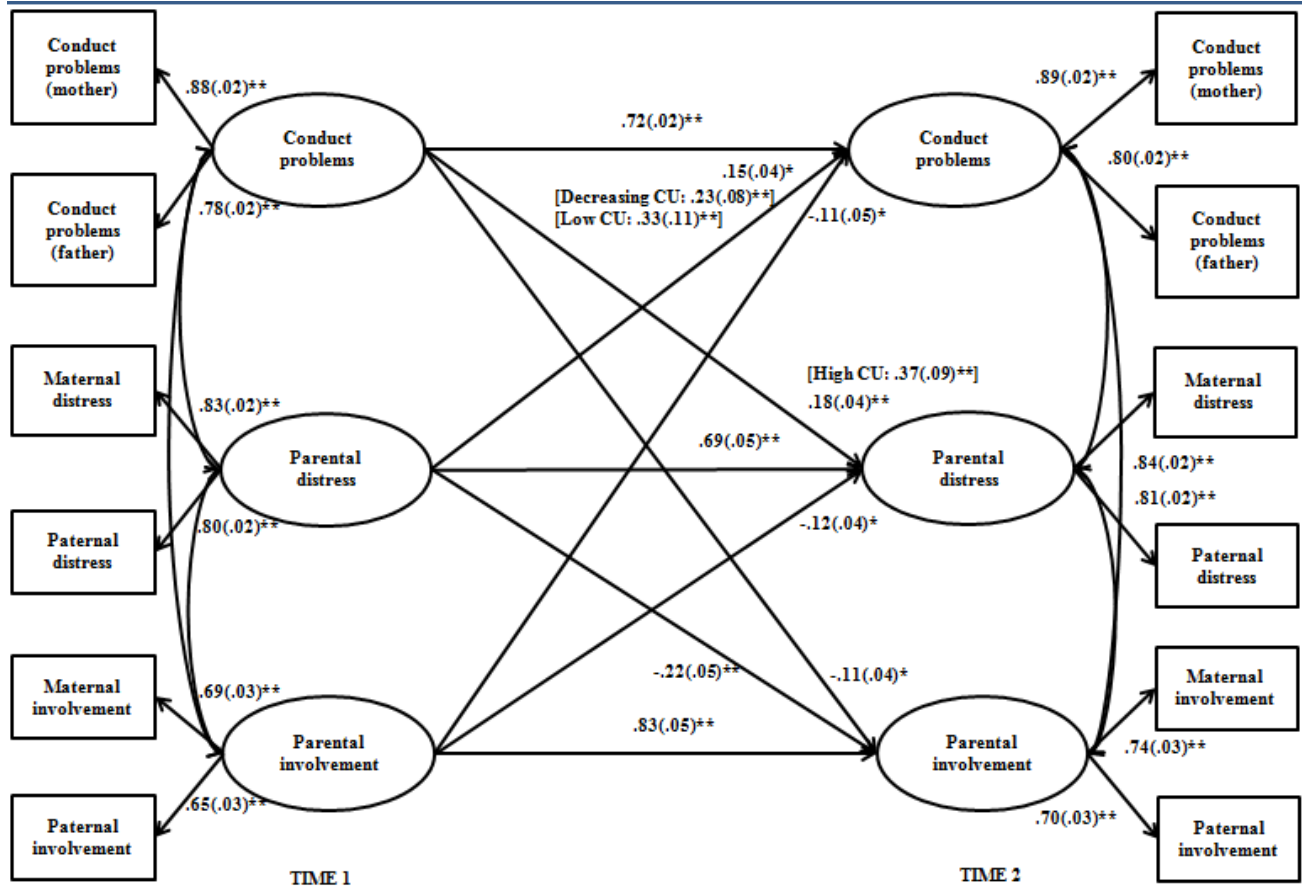 Conduct
problems
(mother)
.88(.02)**
Conduct
problems
(father)
.78(.02)**
Maternal
distress
.83(.02)**
Paternal
distress
.80(.02)**
Maternal
involvement
.69(.03)**
Paternal
involvement
.65(.03)**
Conduct
problems
Parental
distress
Parental
involvement
TIME 1
.72(.02)**
.15(.04)*
[Decreasing CU: .23(.08)**]
[Low CU: .33(.11)**]
-.11(.05)*
[High CU: .37(.09)**]
.18(.04)**
.69(.05)**
-.12(.04)*
-.22(.05)**
-.11(.04)*
.83(.05)**
Conduct
problems
Parental
distress
Parental
involvement
TIME 2
.89(.02)**
Conduct
problems
(mother)
.80(.02)**
Conduct
problems
(father)
Maternal
distress
.84(.02)**
.81(.02)**
Paternal
distress
Maternal
involvement
.74(.03)**
.70(.03)**
Paternal
involvement